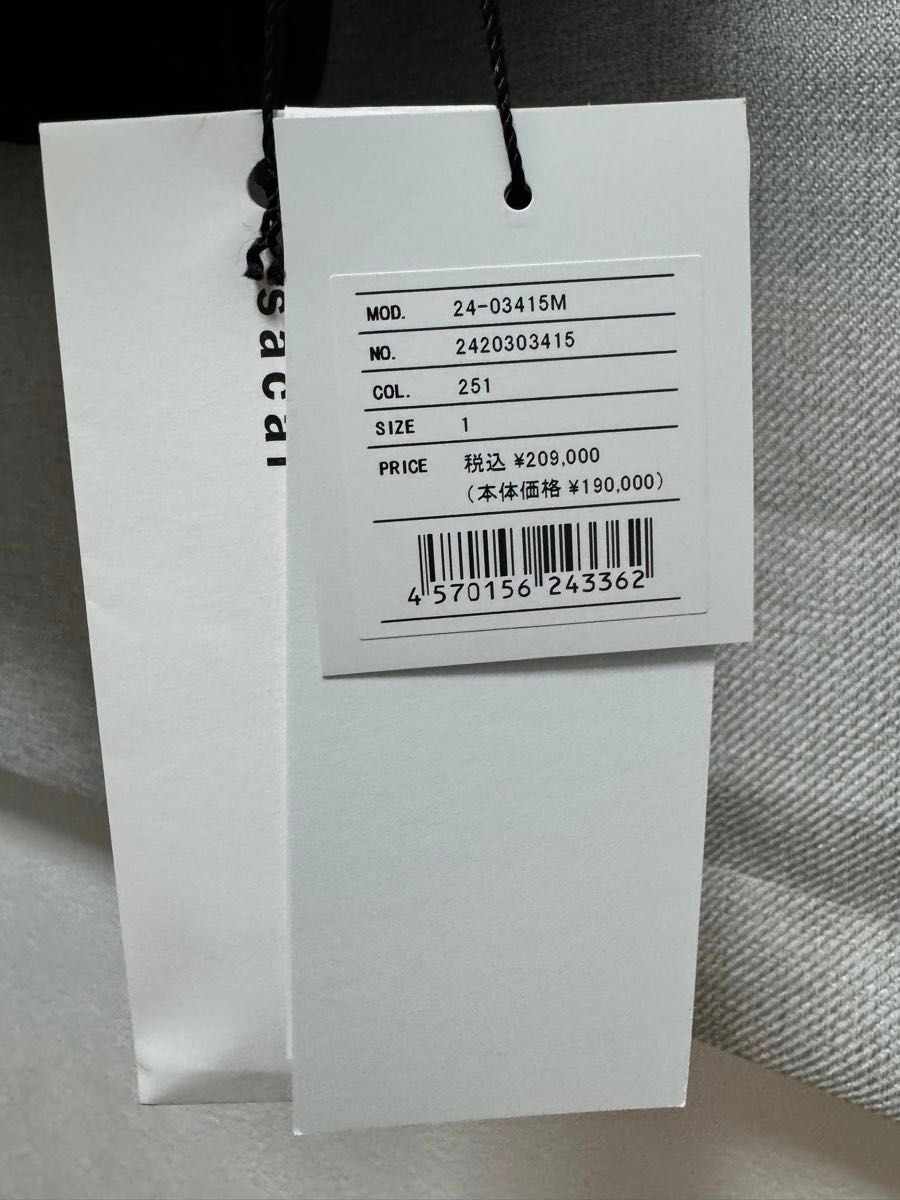 sacai
MOD. 24-03415M
NO. 2420303415
COL. 251
SIZE 1
PRICE 税込 ¥209,000
(本体価格 ¥190,000)
4 570156 243362